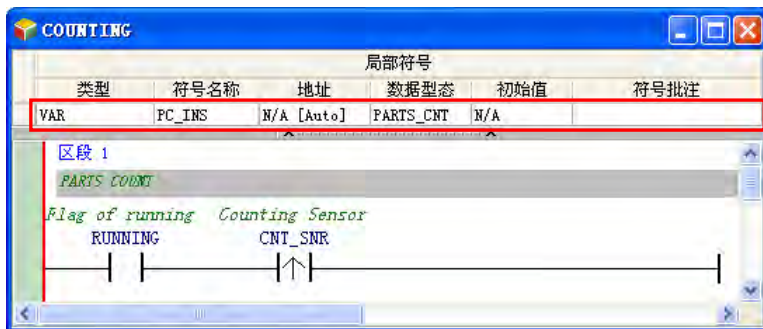 COUNTING
局部符号
类型 符号名称 地址 数据型态 初始值 符号批注
VAR PC_INS N/A [Auto] PARTS_CNT N/A
区段 1
PARTS COUNT
Flag of running Counting Sensor
RUNNING CNT_SNR